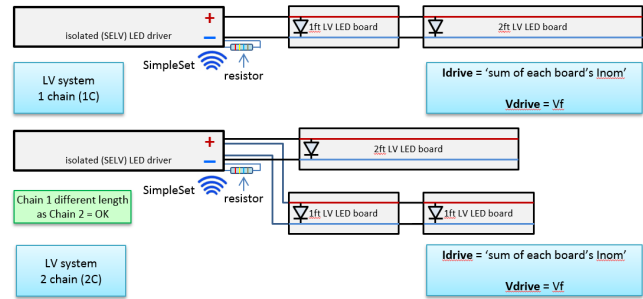 +
isolated (SELV) LED driver
−
1ft LV LED board
2ft LV LED board
SimpleSet
resistor
LV system
1 chain (1C)
Idrive = ‘sum of each board’s Inom’
Vdrive = Vf
+
isolated (SELV) LED driver
−
2ft LV LED board
SimpleSet
resistor
Chain 1 different length
as Chain 2 = OK
1ft LV LED board
1ft LV LED board
LV system
2 chain (2C)
Idrive = ‘sum of each board’s Inom’
Vdrive = Vf